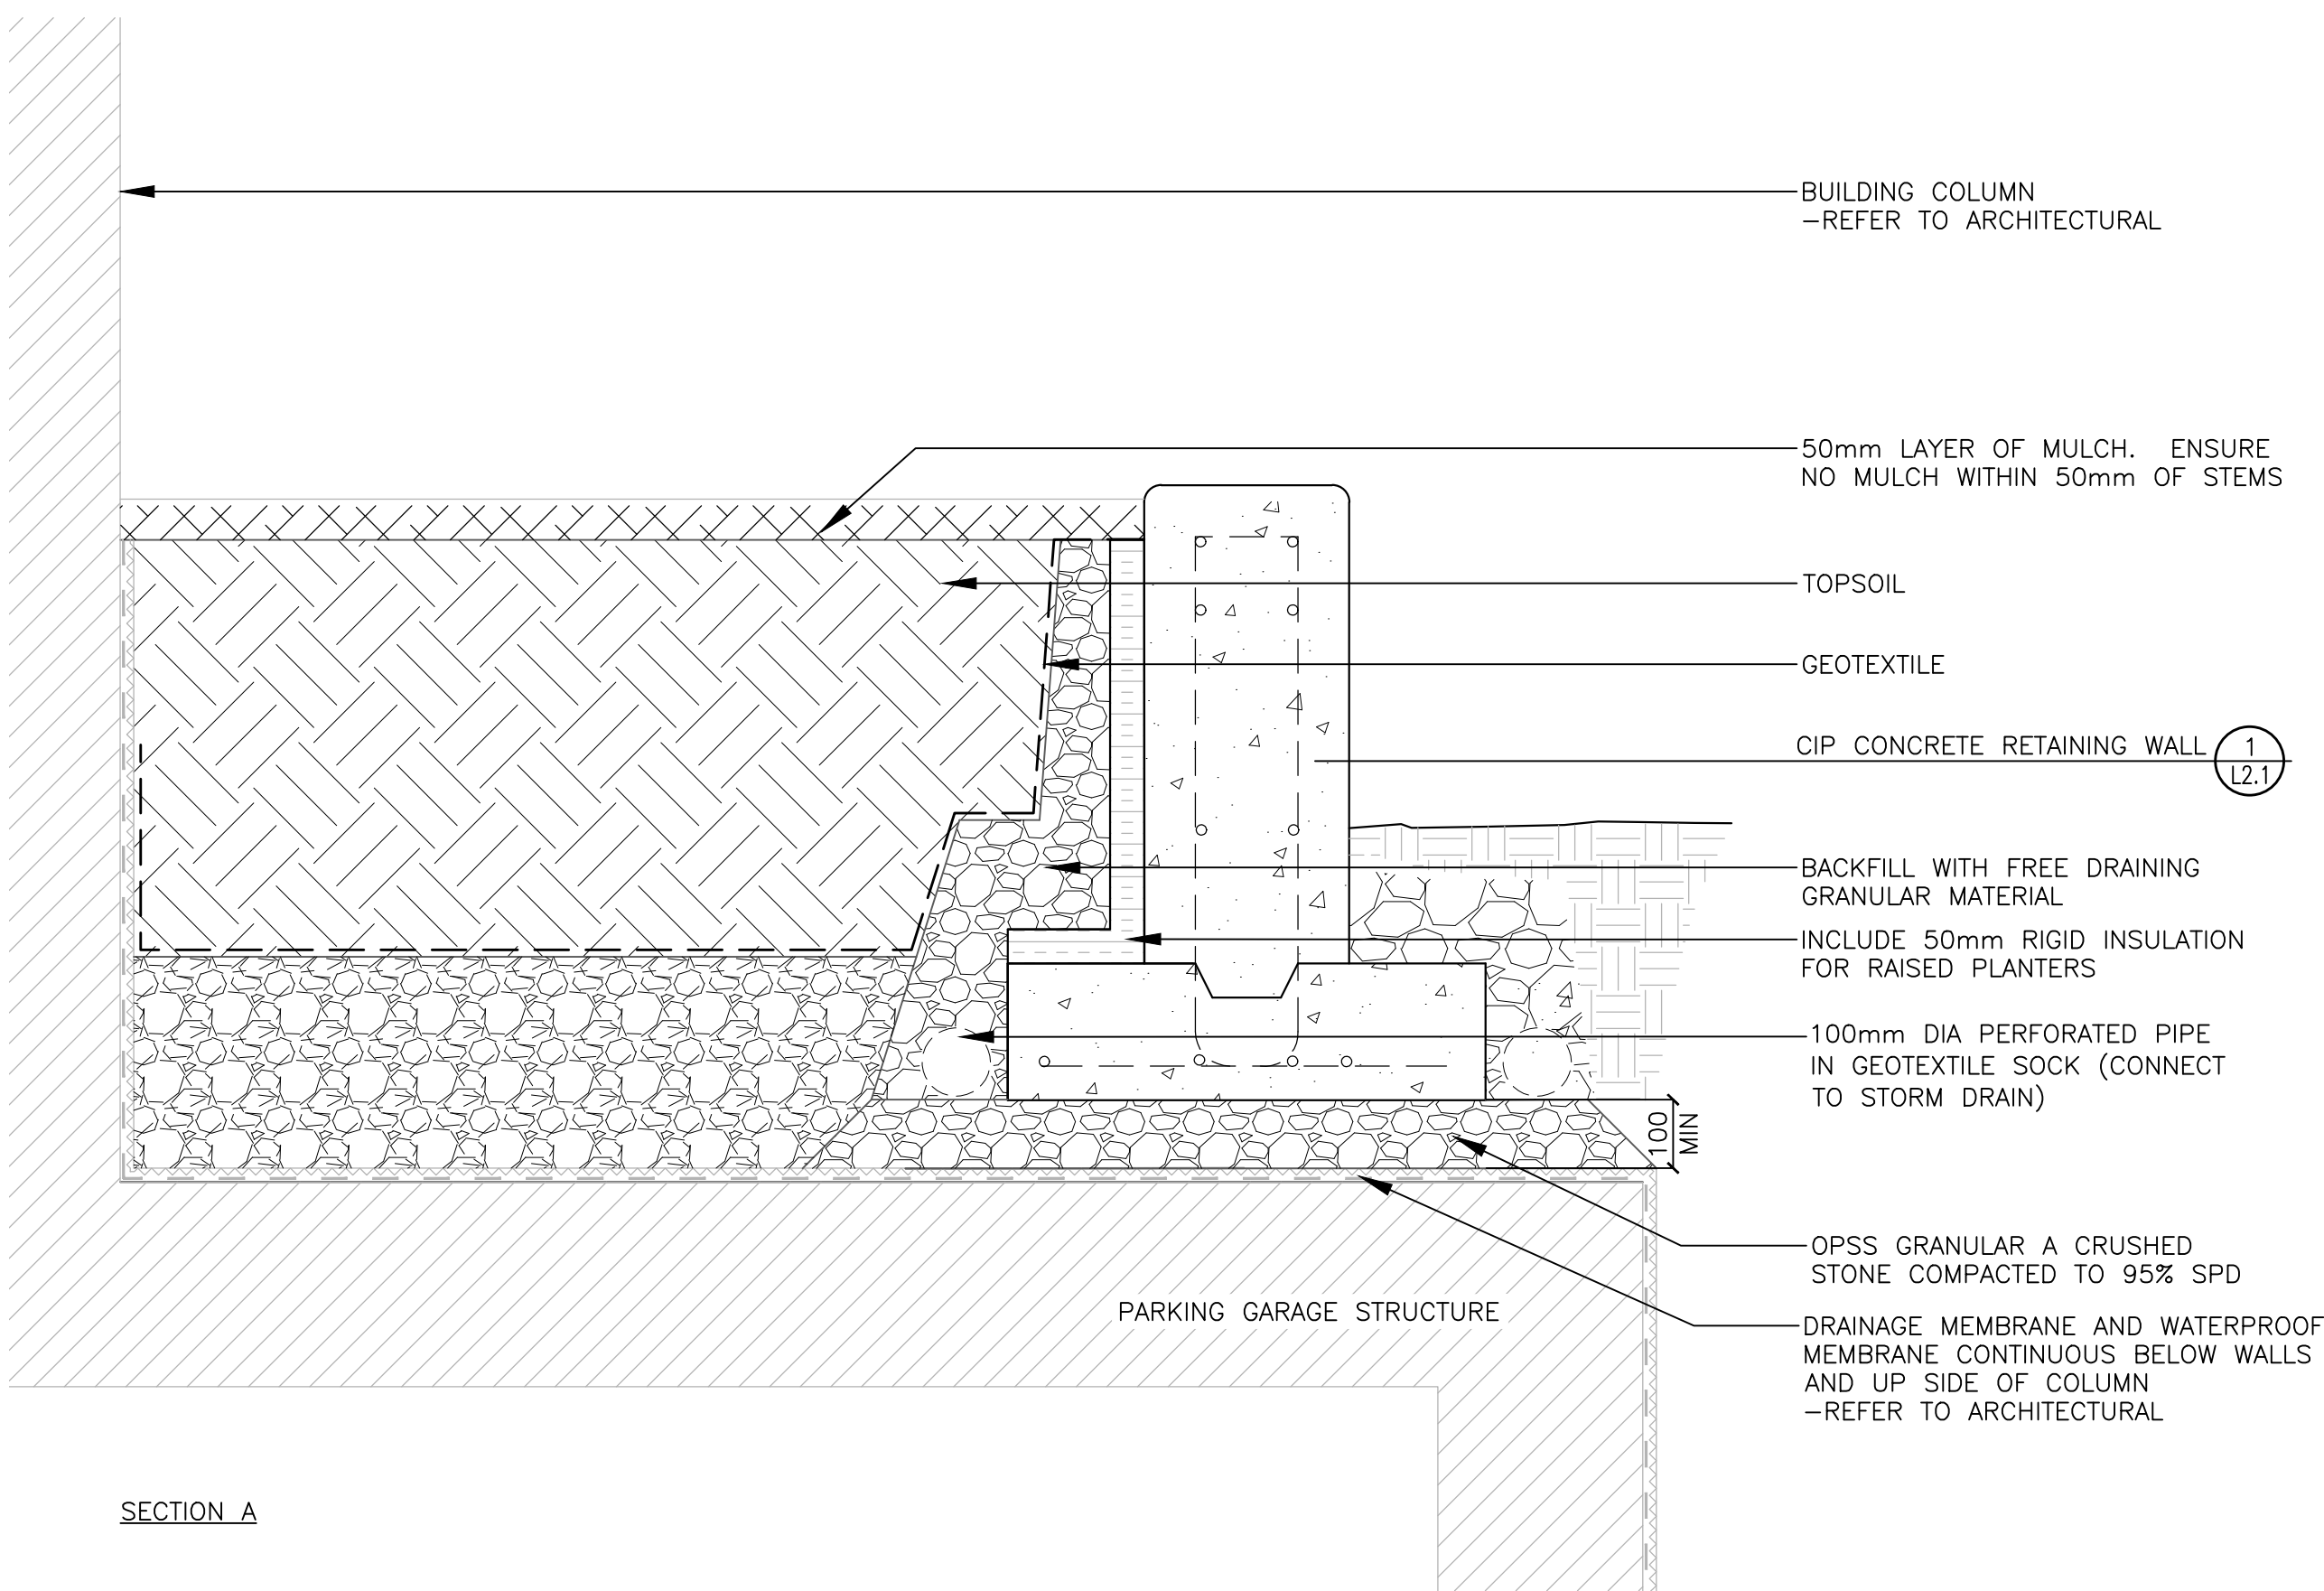 BUILDING COLUMN
-REFER TO ARCHITECTURAL
50mm LAYER OF MULCH. ENSURE
NO MULCH WITHIN 50mm OF STEMS
TOPSOIL
GEOTEXTILE
CIP CONCRETE RETAINING WALL
1
L2.1
BACKFILL WITH FREE DRAINING
GRANULAR MATERIAL
INCLUDE 50mm RIGID INSULATION
FOR RAISED PLANTERS
100mm DIA PERFORATED PIPE
IN GEOTEXTILE SOCK (CONNECT
TO STORM DRAIN)
100
MIN
OPSS GRANULAR A CRUSHED
STONE COMPACTED TO 95% SPD
PARKING GARAGE STRUCTURE
DRAINAGE MEMBRANE AND WATERPROOF
MEMBRANE CONTINUOUS BELOW WALLS
AND UP SIDE OF COLUMN
-REFER TO ARCHITECTURAL
SECTION A